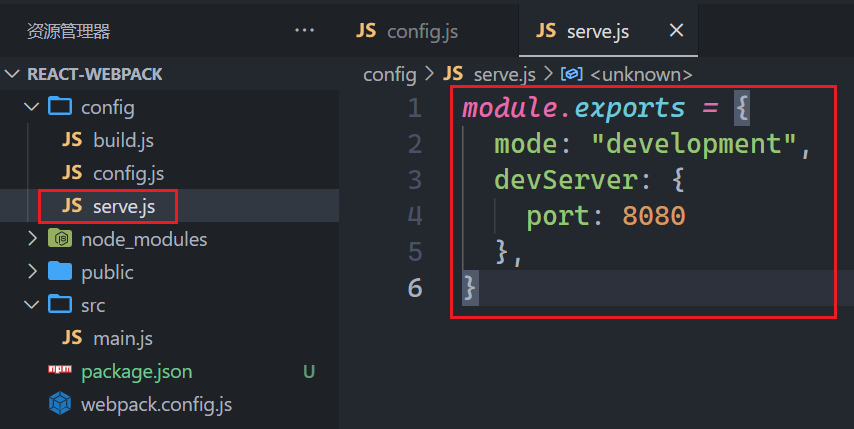 资源管理器 ···
REACT-WEBPACK
config
JS build.js
JS config.js
JS serve.js
node_modules
public
src
JS main.js
package.json U
webpack.config.js
JS config.js JS serve.js ×
config > JS serve.js > <unknown>
1 module.exports = {
2 mode: "development",
3 devServer: {
4 port: 8080
5 },
6 }